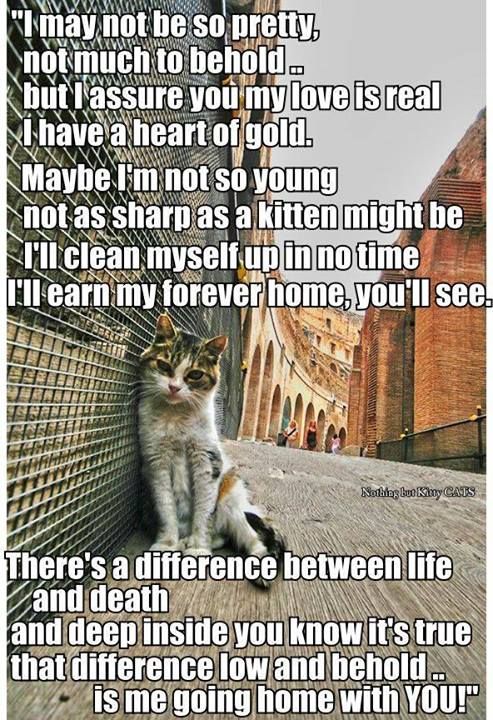 "I may not be so pretty,
not much to behold ..
but I assure you my love is real
I have a heart of gold.
Maybe I'm not so young
not as sharp as a kitten might be
I'll clean myself up in no time
I'll earn my forever home, you'll see.
Nothing but Kitty CATS
There's a difference between life
and death
and deep inside you know it's true
that difference low and behold ..
is me going home with YOU!"